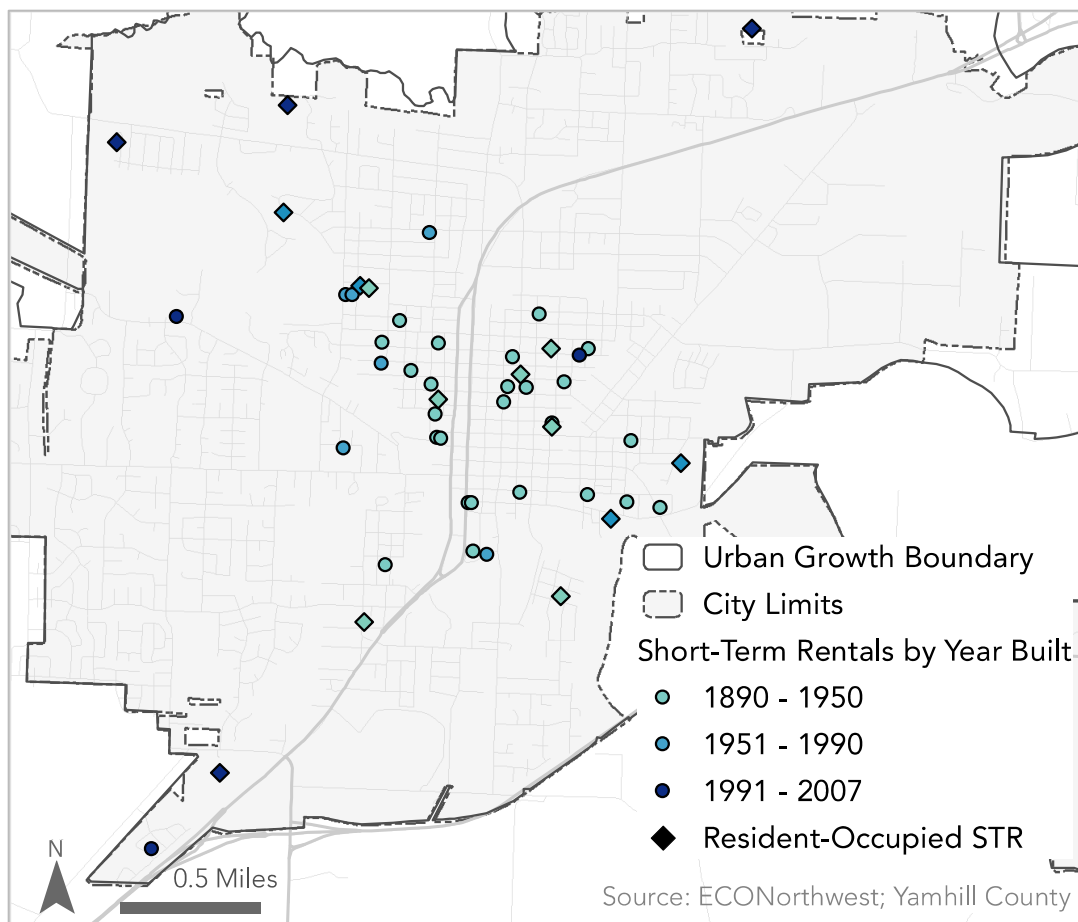 Urban Growth Boundary
City Limits
Short-Term Rentals by Year Built
1890 - 1950
1951 - 1990
1991 - 2007
Resident-Occupied STR
N
0.5 Miles
Source: ECONorthwest; Yamhill County